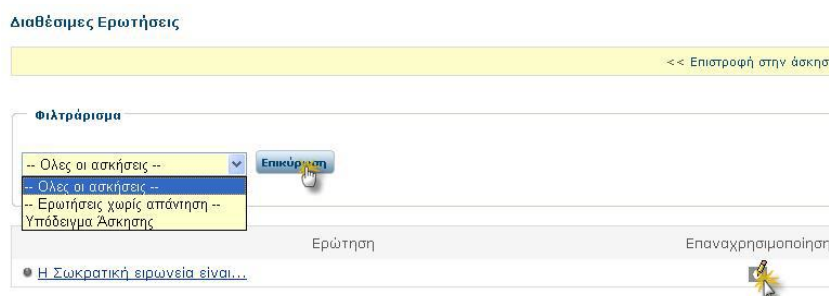 Διαθέσιμες Ερωτήσεις
<< Επιστροφή στην άσκησ
Φιλτράρισμα
-- Ολες οι ασκήσεις -- Επικύρωση
-- Ολες οι ασκήσεις --
-- Ερωτήσεις χωρίς απάντηση --
Υπόδειγμα Άσκησης
Ερώτηση Επαναχρησιμοποίηση
Η Σωκρατική ειρωνεία είναι...